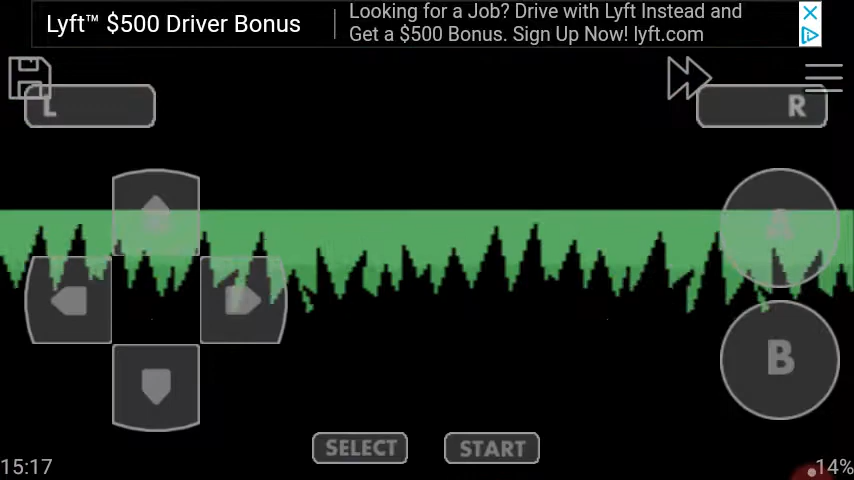 Lyft™ $500 Driver Bonus
Looking for a Job? Drive with Lyft Instead and
Get a $500 Bonus. Sign Up Now! lyft.com
L
R
A
B
SELECT
START
15:17
14%